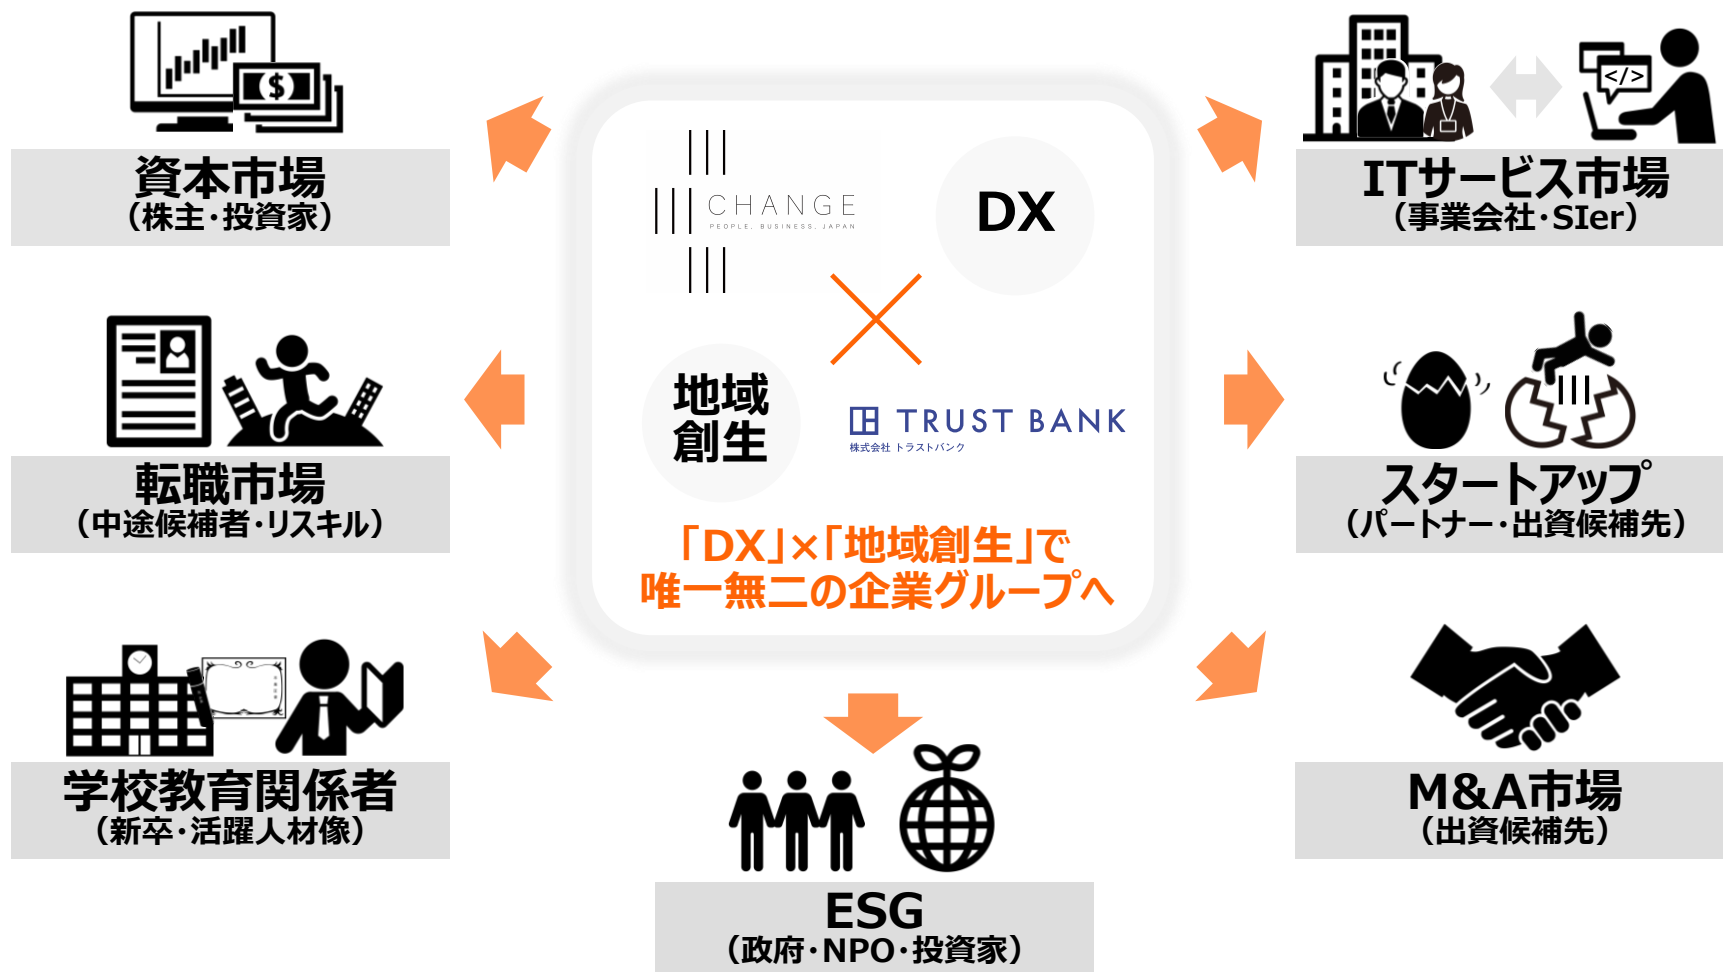 資本市場
（株主・投資家）
転職市場
（中途候補者・リスキル）
学校教育関係者
（新卒・活躍人材像）
CHANGE
PEOPLE. BUSINESS. JAPAN
DX
地域
創生
TRUST BANK
株式会社 トラストバンク
「DX」×「地域創生」で
唯一無二の企業グループへ
ESG
（政府・NPO・投資家）
$
</>
ITサービス市場
（事業会社・SIer）
スタートアップ
（パートナー・出資候補先）
M&A市場
（出資候補先）